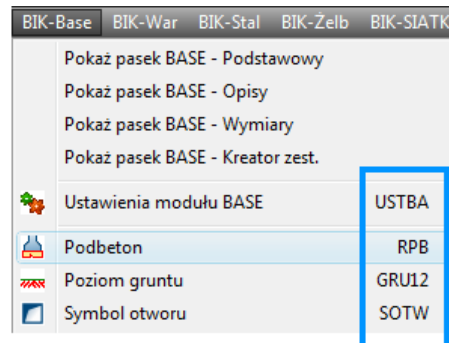 BIK-Base BIK-War BIK-Stal BIK-Żelb BIK-SIATK
Pokaż pasek BASE - Podstawowy
Pokaż pasek BASE - Opisy
Pokaż pasek BASE - Wymiary
Pokaż pasek BASE - Kreator zest.
Ustawienia modułu BASE USTBA
Podbeton RPB
Poziom gruntu GRU12
Symbol otworu SOTW